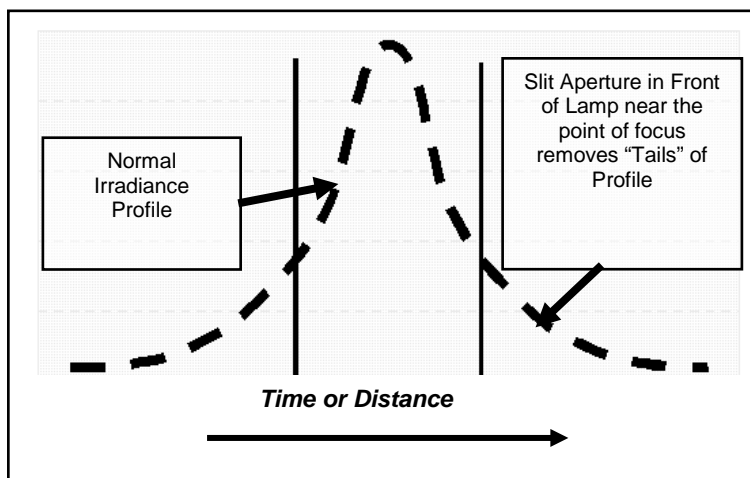 Normal
Irradiance
Profile
Slit Aperture in Front
of Lamp near the
point of focus
removes “Tails” of
Profile
Time or Distance